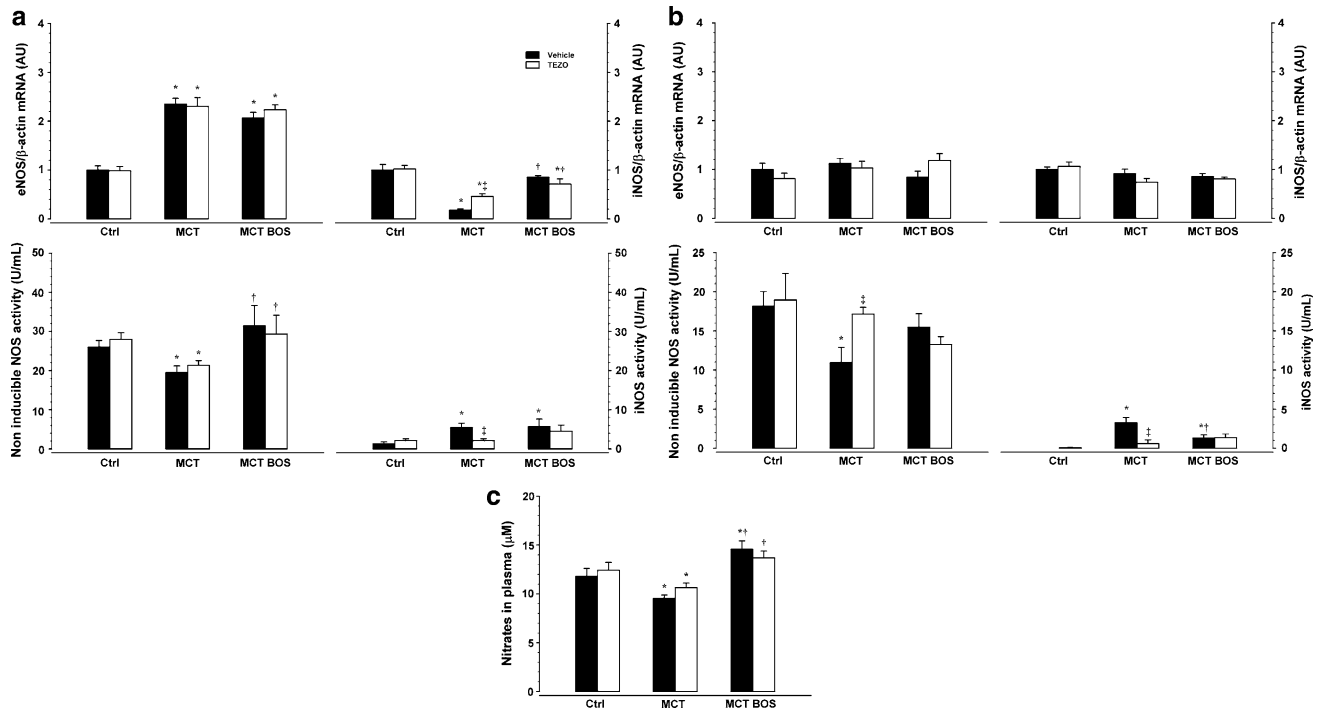 a
eNOS/β-actin mRNA (AU)
4
3
2
1
0
* * * *
Ctrl MCT MCT BOS
Vehicle
TEZO
* *‡ † *†
Ctrl MCT MCT BOS
4
3
2
1
0
iNOS/β-actin mRNA (AU)
Non inducible NOS activity (U/mL)
50
40
30
20
10
0
* * † †
Ctrl MCT MCT BOS
* ‡ *
Ctrl MCT MCT BOS
50
40
30
20
10
0
iNOS activity (U/mL)
b
eNOS/β-actin mRNA (AU)
4
3
2
1
0
Ctrl MCT MCT BOS
Ctrl MCT MCT BOS
4
3
2
1
0
iNOS/β-actin mRNA (AU)
Non inducible NOS activity (U/mL)
25
20
15
10
5
0
* ‡
Ctrl MCT MCT BOS
* ‡ *†
Ctrl MCT MCT BOS
25
20
15
10
5
0
iNOS activity (U/mL)
c
Nitrates in plasma (μM)
20
15
10
5
0
* * *† †
Ctrl MCT MCT BOS